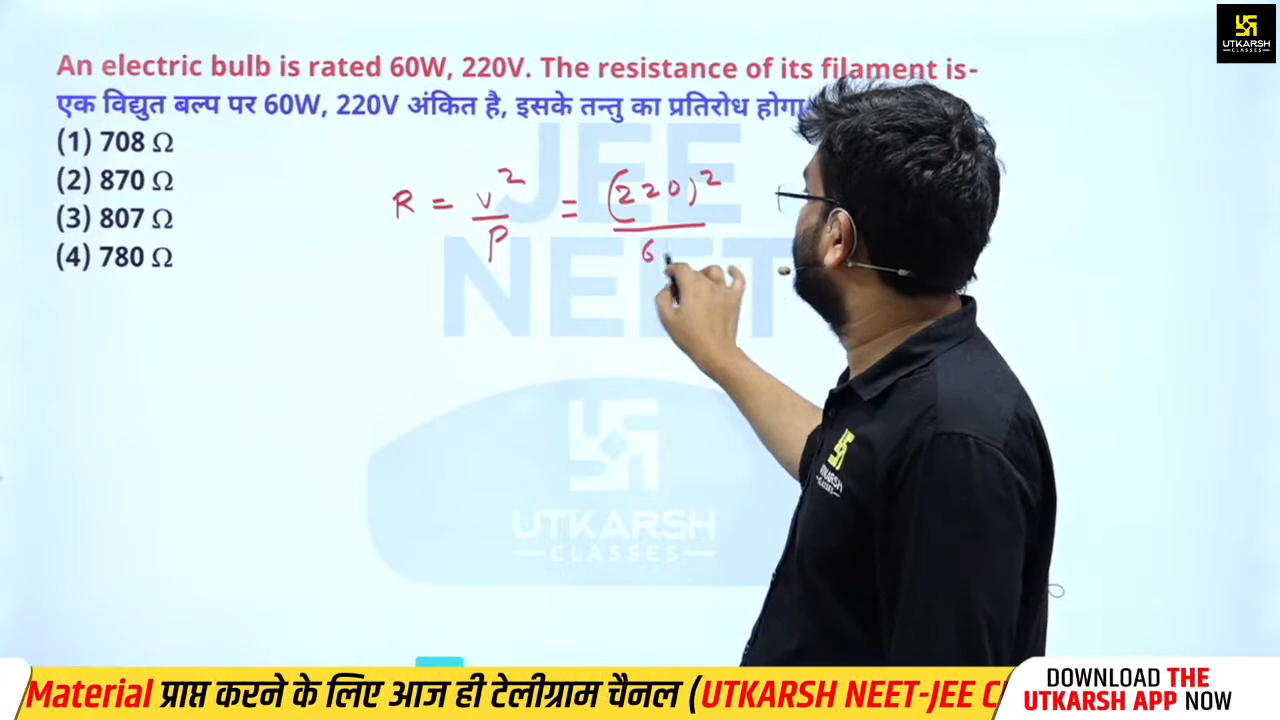 UTKARSH
CLASSES
An electric bulb is rated 60W, 220V. The resistance of its filament is-
एक विद्युत बल्प पर 60W, 220V अंकित है, इसके तन्तु का प्रतिरोध होगा
(1) 708 Ω
(2) 870 Ω
(3) 807 Ω
(4) 780 Ω
R = V²/P = (220)²/6
JEE
NEET
UTKARSH
CLASSES
UTKARSH
CLASSES
Material प्राप्त करने के लिए आज ही टेलीग्राम चैनल (UTKARSH NEET-JEE C
DOWNLOAD THE
UTKARSH APP NOW